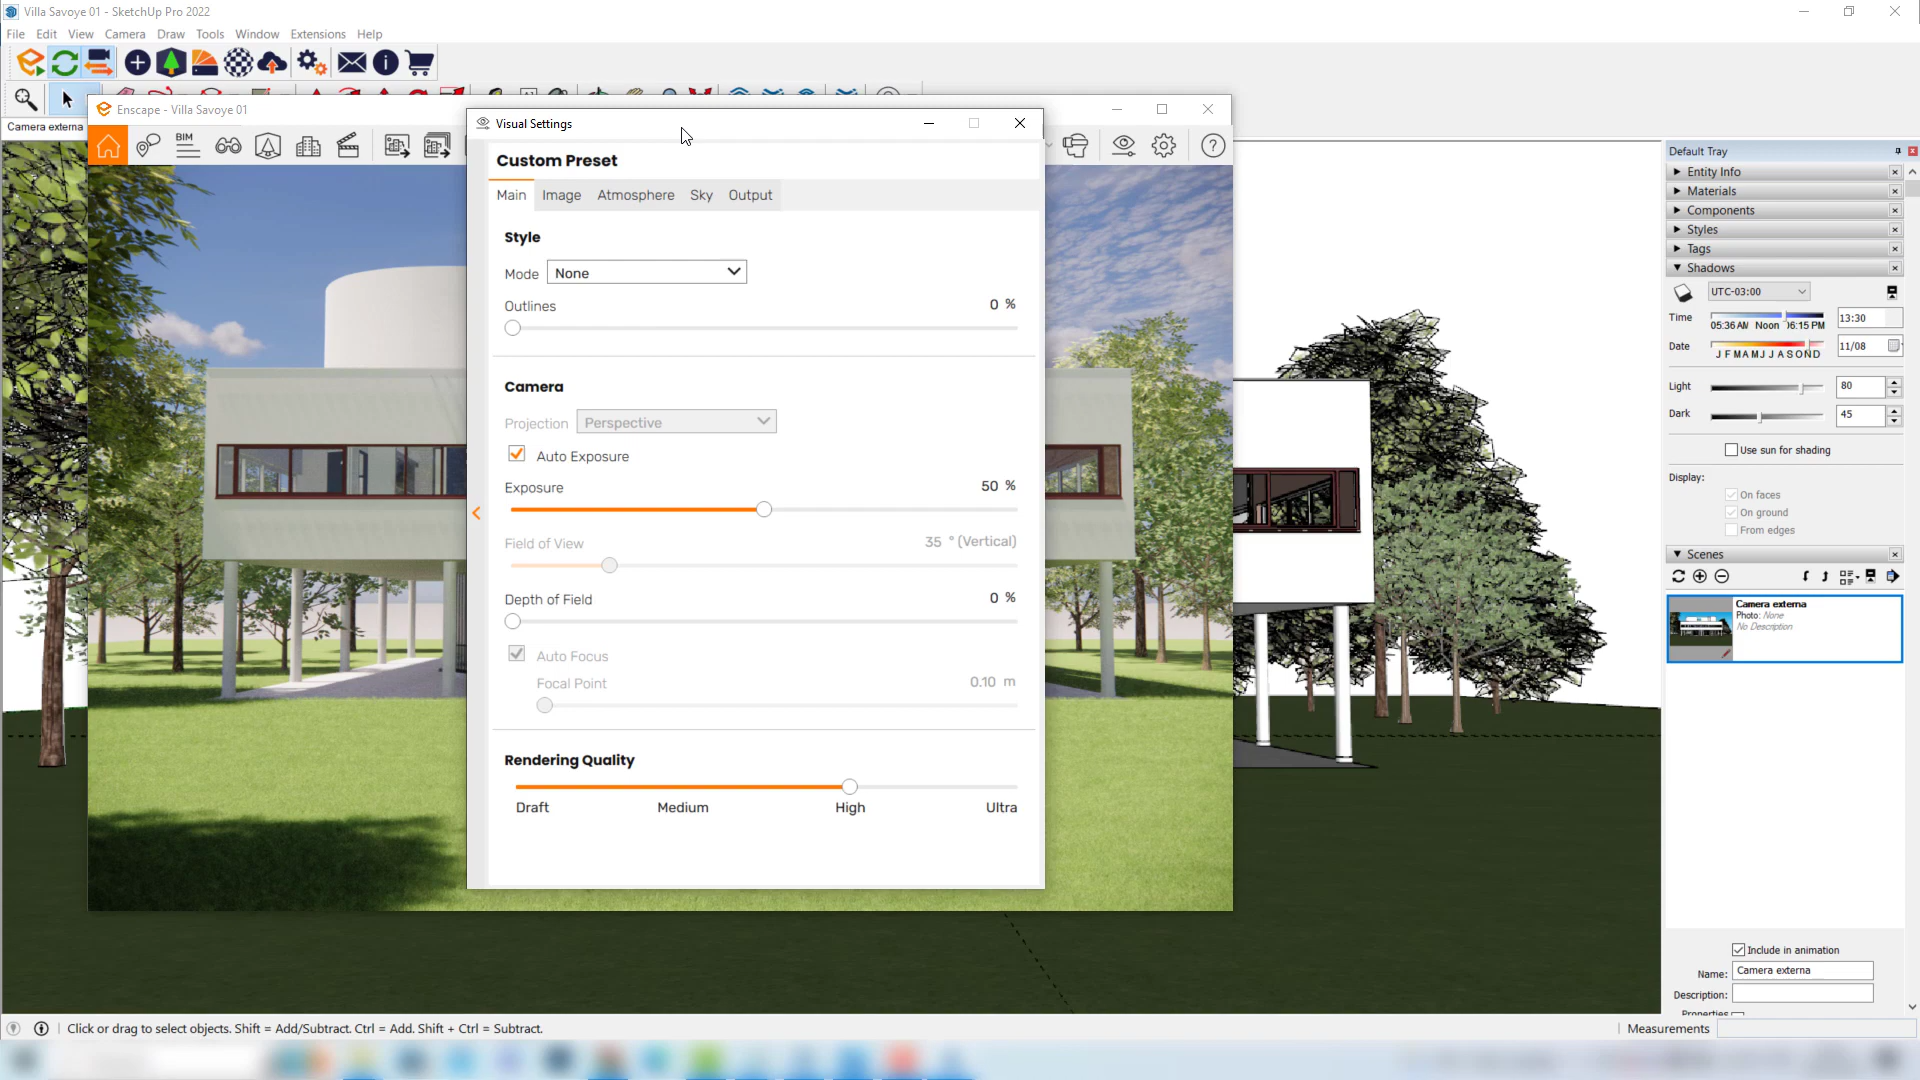 Villa Savoye 01 - SketchUp Pro 2022
File Edit View Camera Draw Tools Window Extensions Help
Camera externa
Enscape - Villa Savoye 01
BIM
Visual Settings
Custom Preset
Main Image Atmosphere Sky Output
Style
Mode None
Outlines 0 %
Camera
Projection Perspective
Auto Exposure
Exposure 50 %
Field of View 35 ° (Vertical)
Depth of Field 0 %
Auto Focus
Focal Point 0.10 m
Rendering Quality
Draft Medium High Ultra
Default Tray
Entity Info
Materials
Components
Styles
Tags
Shadows
UTC-03:00
Time 13:30
05:36 AM Noon 06:15 PM
Date 11/08
J F M A M J J A S O N D
Light 80
Dark 45
Use sun for shading
Display:
On faces
On ground
From edges
Scenes
Camera externa
Photo: None
No Description
Include in animation
Name: Camera externa
Description:
Properties
Click or drag to select objects. Shift = Add/Subtract. Ctrl = Add. Shift + Ctrl = Subtract.
Measurements